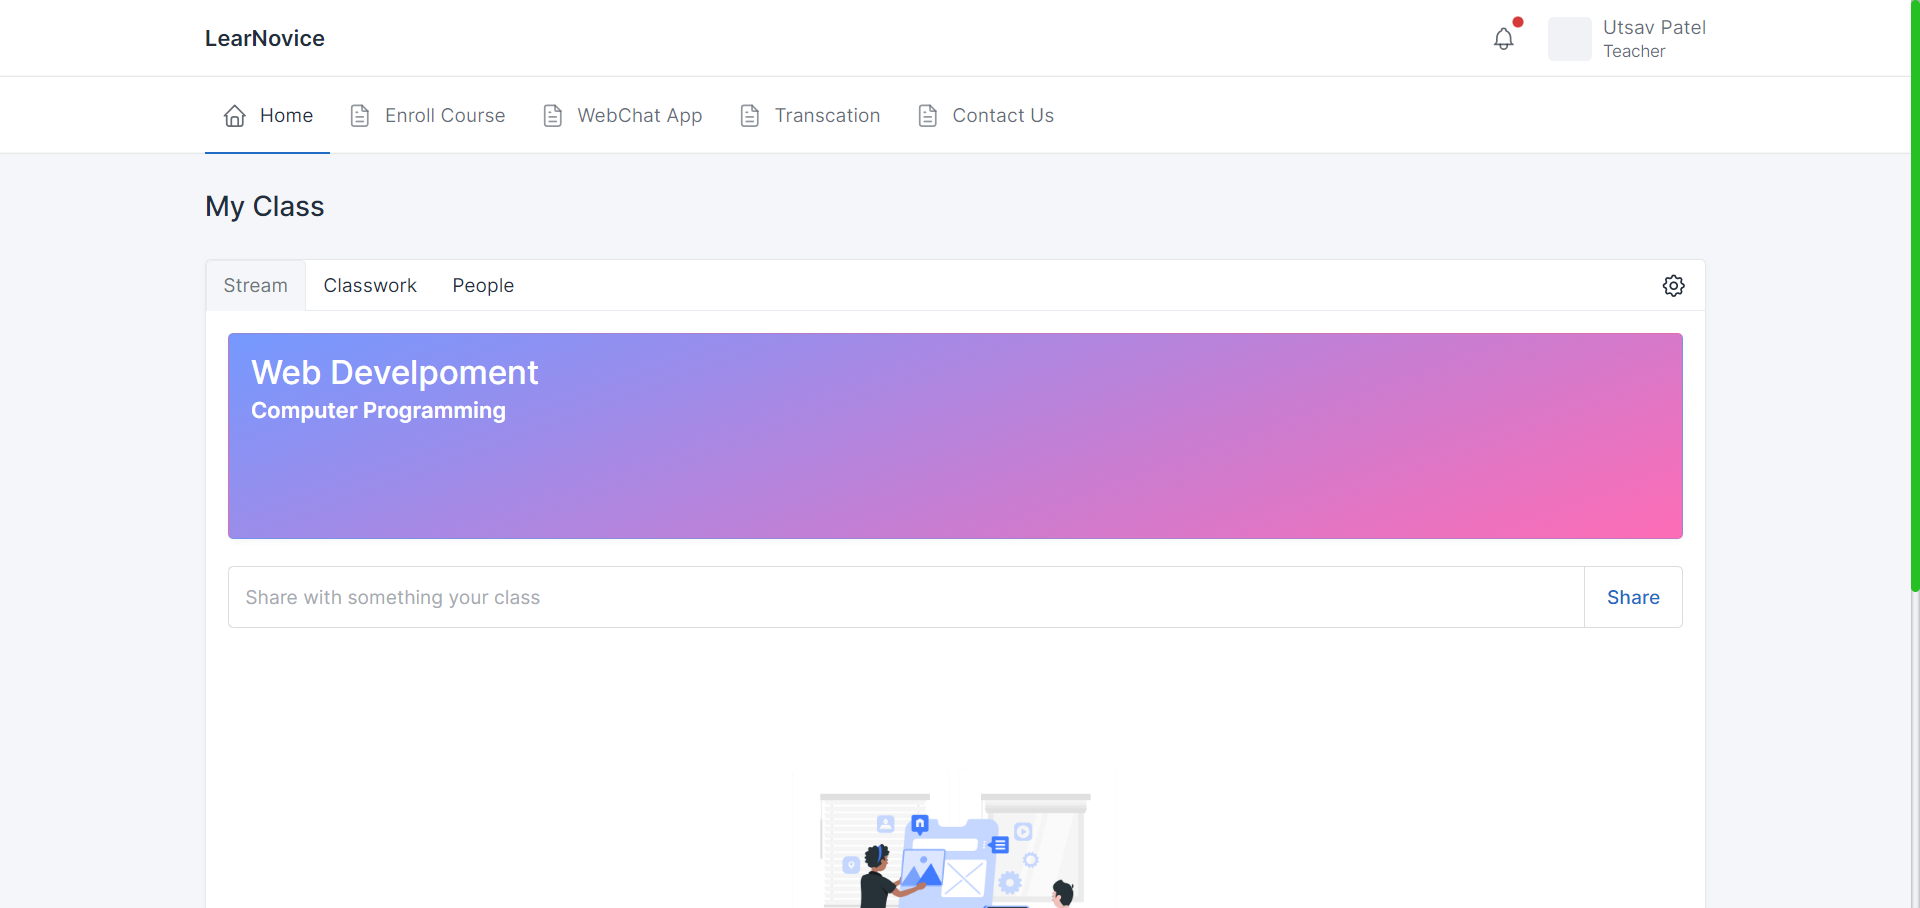 LearNovice
Utsav Patel
Teacher
Home
Enroll Course
WebChat App
Transcation
Contact Us
My Class
Stream
Classwork
People
Web Develpoment
Computer Programming
Share with something your class
Share